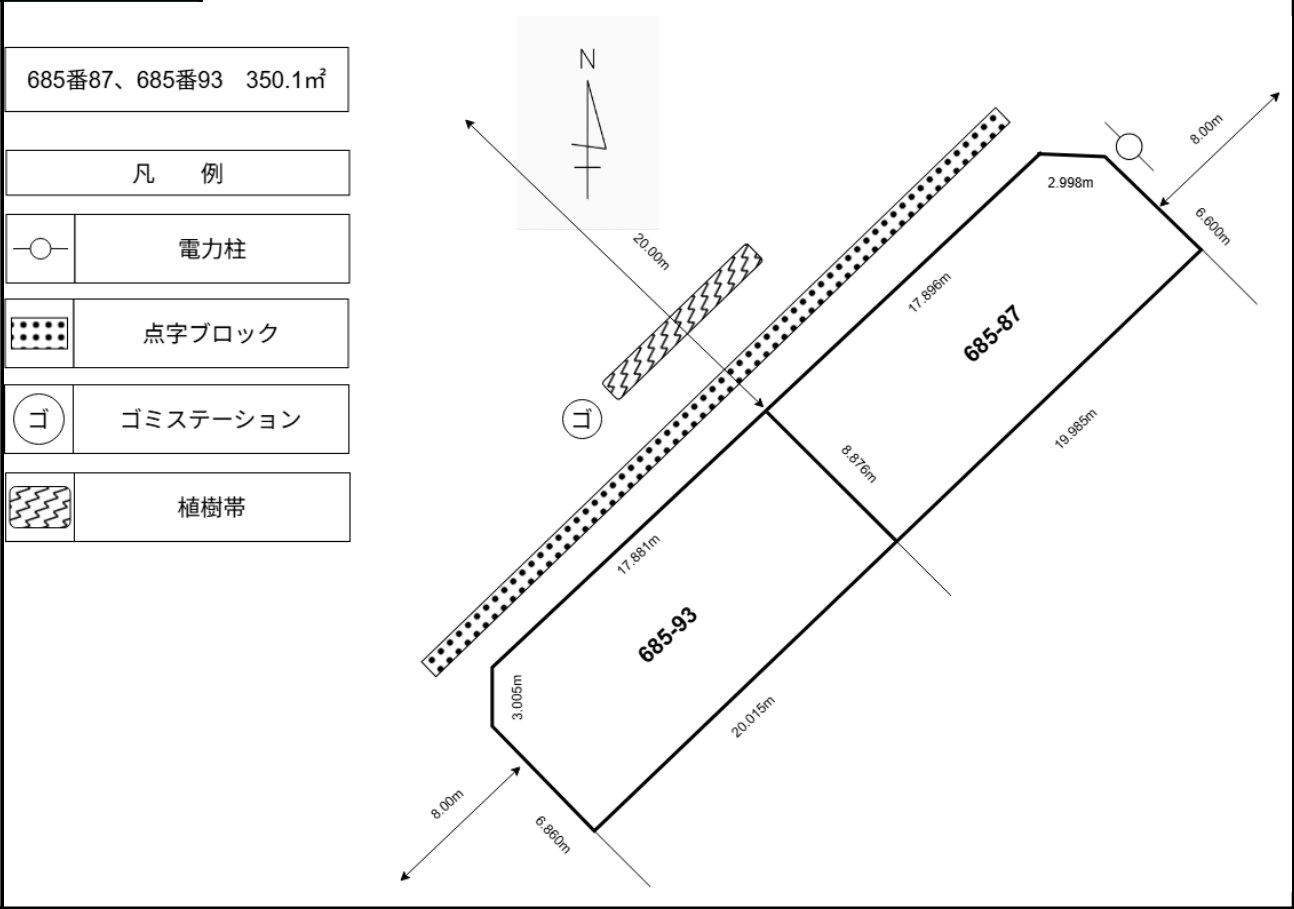 685番87、685番93　350.1㎡
凡　例
電力柱
点字ブロック
ゴ
ゴミステーション
植樹帯
N
20.00m
8.00m
2.998m
6.600m
17.896m
685-87
19.985m
ゴ
8.876m
17.881m
685-93
3.005m
20.015m
8.00m
6.860m